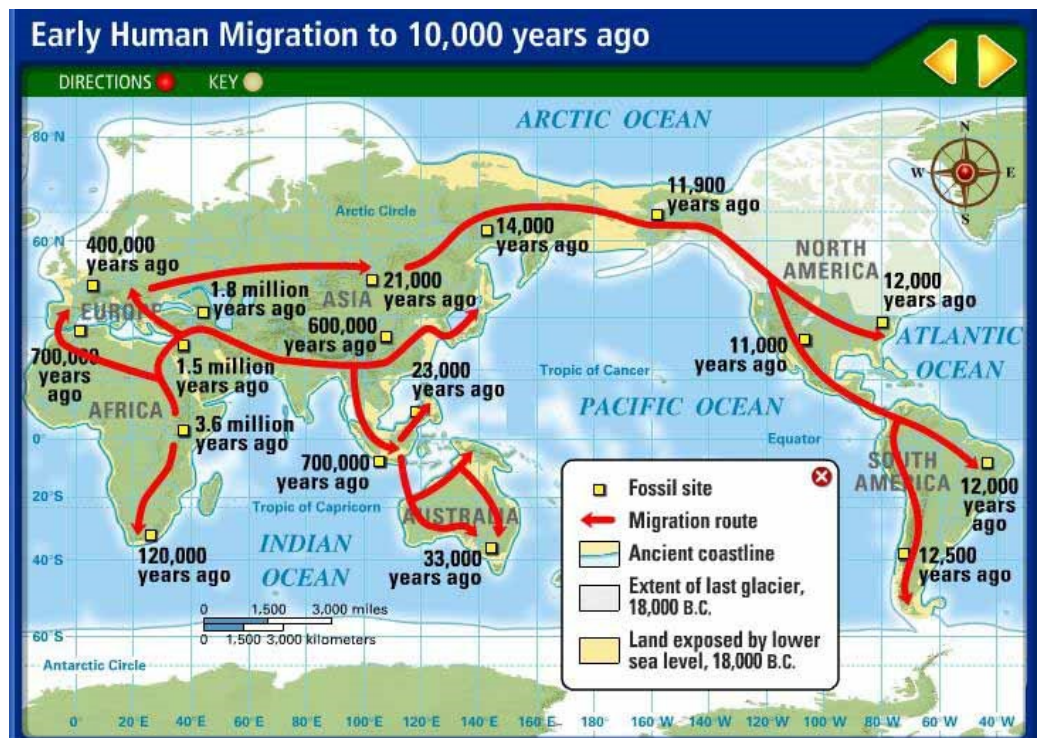 Early Human Migration to 10,000 years ago
DIRECTIONS
KEY
ARCTIC OCEAN
80 N
N
W
E
S
11,900
years ago
Arctic Circle
14,000
years ago
60 N
400,000
years ago
NORTH
AMERICA
12,000
years ago
1.8 million
years ago
ASIA
21,000
years ago
EUROPE
600,000
years ago
ATLANTIC
OCEAN
11,000
years ago
700,000
years
ago
1.5 million
years ago
23,000
years ago
Tropic of Cancer
AFRICA
PACIFIC OCEAN
3.6 million
years ago
0°
Equator
700,000
years ago
SOUTH
AMERICA
12,000
years
ago
20°S
Tropic of Capricorn
AUSTRALIA
INDIAN
OCEAN
120,000
years ago
33,000
years ago
12,500
years ago
40°S
0 1,500 3,000 miles
0 1,500 3,000 kilometers
60°S
Antarctic Circle
Fossil site
Migration route
Ancient coastline
Extent of last glacier,
18,000 B.C.
Land exposed by lower
sea level, 18,000 B.C.
0° 20 E 40 E 60 E 80 E 100 E 120 E 140 E 160 E 180° 160 W 140 W 120 W 100 W 80 W 60 W 40 W